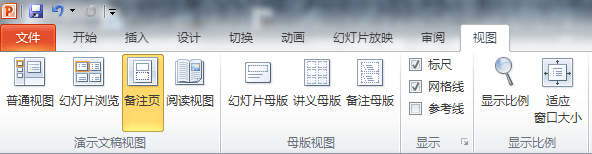 P
文件 开始 插入 设计 切换 动画 幻灯片放映 审阅 视图
普通视图 幻灯片浏览 备注页 阅读视图 幻灯片母版 讲义母版 备注母版 标尺 网格线 参考线 显示比例 适应窗口大小
演示文稿视图 母版视图 显示 显示比例